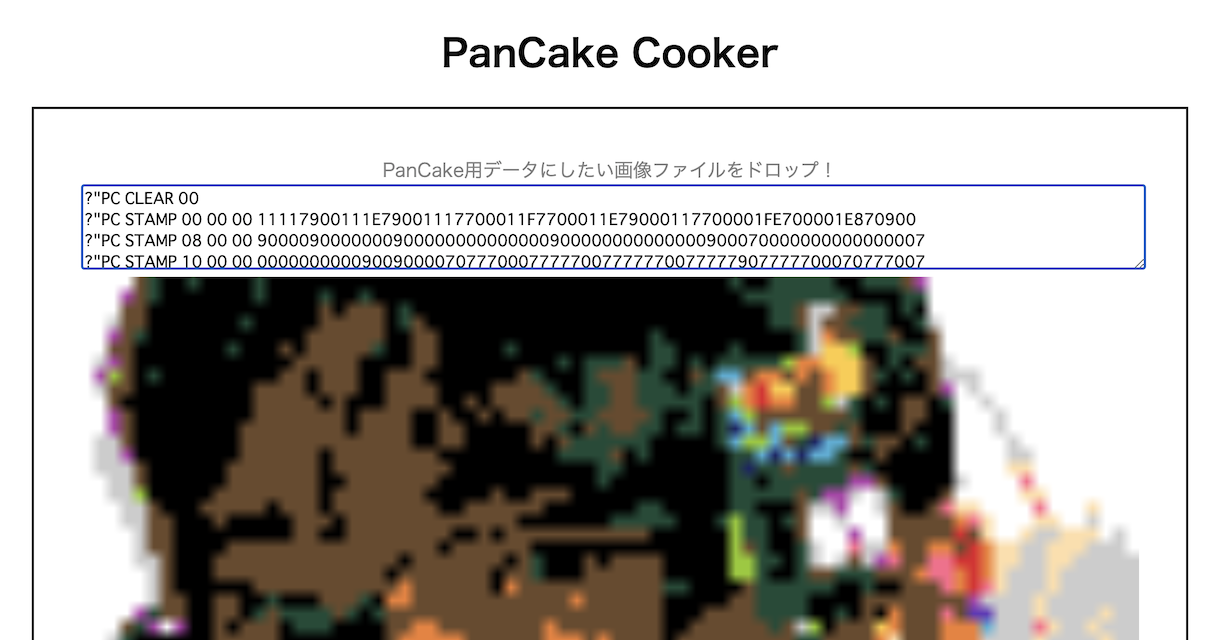 PanCake Cooker
PanCake用データにしたい画像ファイルをドロップ！
?"PC CLEAR 00
?"PC STAMP 00 00 00 11117900111E79001117700011F7700011E79000117700001FE700001E870900
?"PC STAMP 08 00 00 9000090000000900000000000000090000000000000090007000000000000007
?"PC STAMP 10 00 00 0000000000900900007077700077777007777770077777907777700070777007